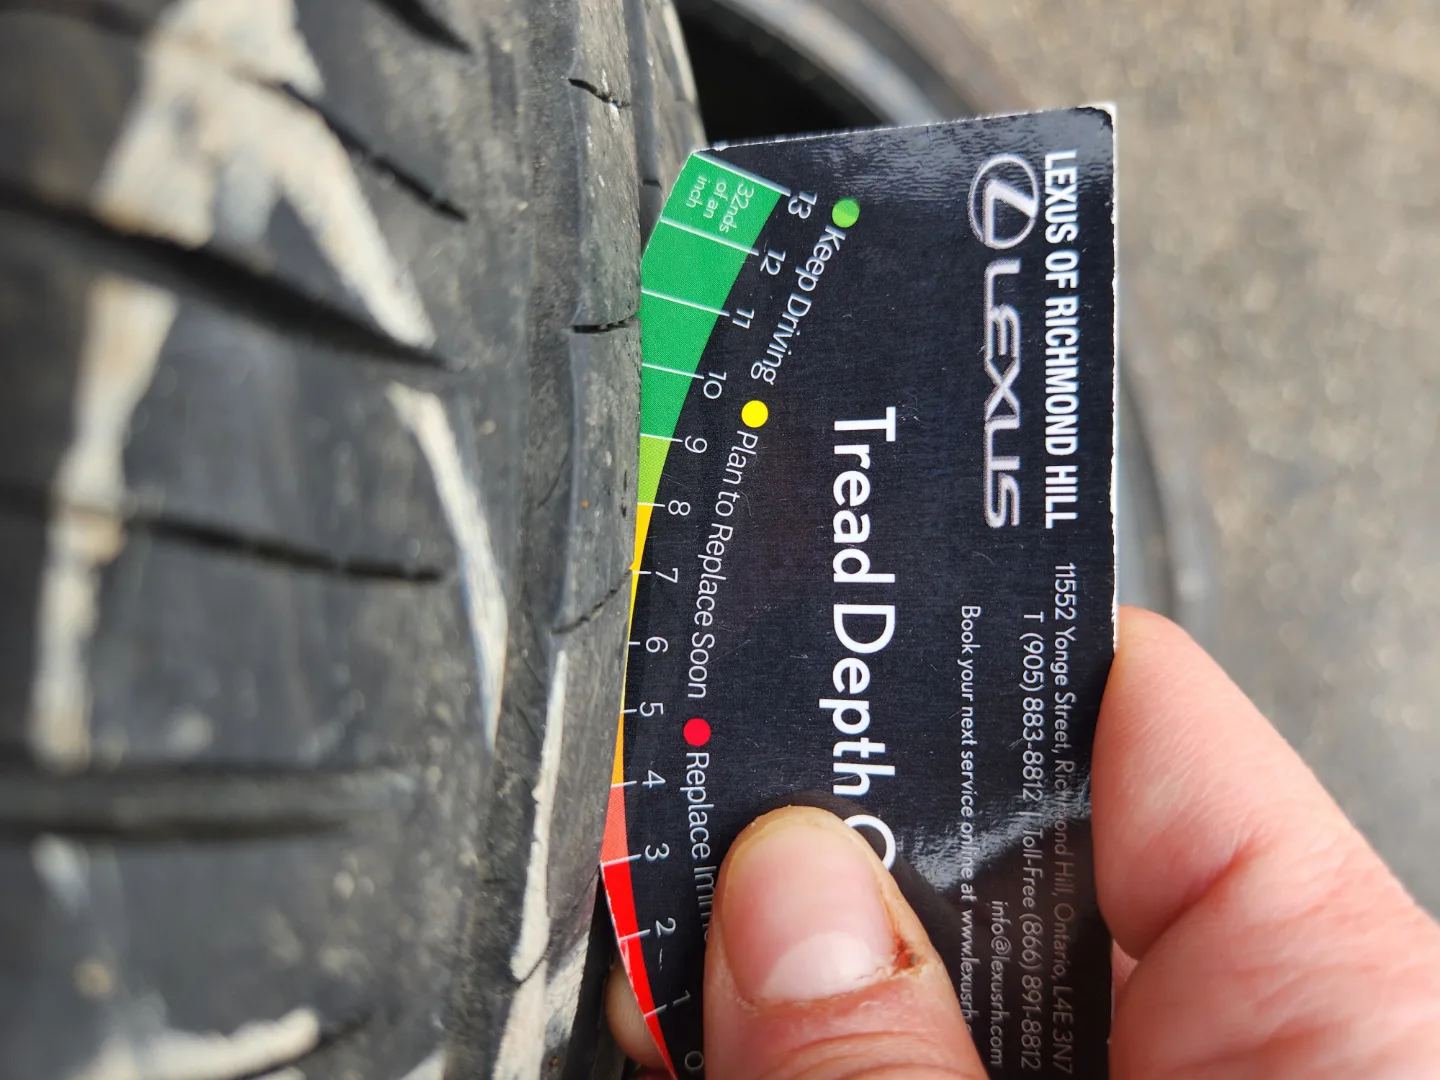 LEXUS OF RICHMOND HILL
LEXUS
11552 Yonge Street, Richmond Hill, Ontario, L4E 3N7
T (905) 883-8812 | Toll-Free (866) 891-8812
info@lexusrh.com
Book your next service online at www.lexusrh.c
Tread Depth
Keep Driving
Plan to Replace Soon
Replace Imm
13 12 11 10 9 8 7 6 5 4 3 2 1 0
32nds
of an
inch